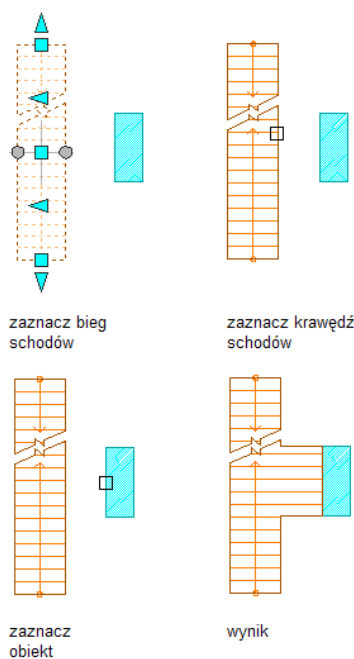 zaznacz bieg
schodów
zaznacz krawędź
schodów
zaznacz
obiekt
wynik